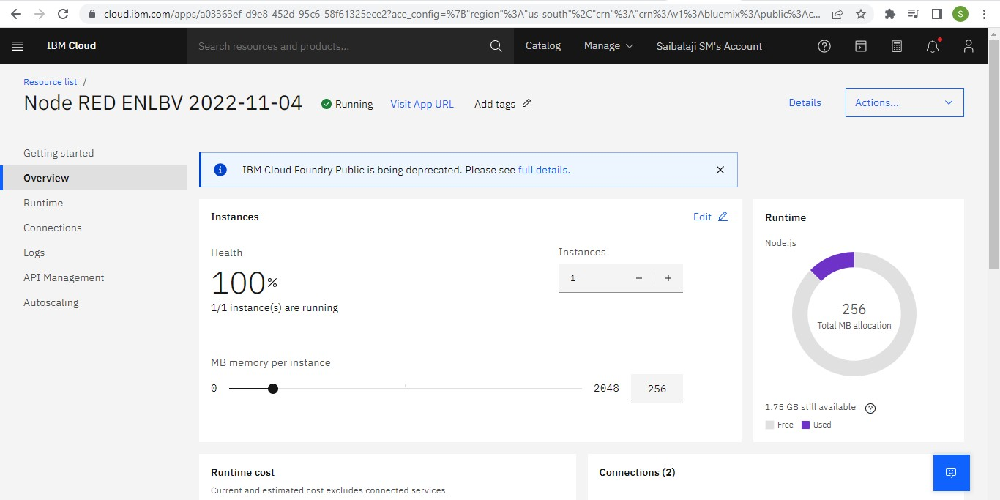 cloud.ibm.com/apps/a03363ef-d9e8-452d-95c6-58f61325ece2?ace_config=%7B"region"%3A"us-south"%2C"crn"%3A"crn%3Av1%3Abluemix%3Apublic%3Ac...
S
IBM Cloud
Search resources and products...
Catalog
Manage
Saibalaji SM's Account
Resource list /
Node RED ENLBV 2022-11-04
Running
Visit App URL
Add tags
Details
Actions...
Getting started
Overview
Runtime
Connections
Logs
API Management
Autoscaling
IBM Cloud Foundry Public is being deprecated. Please see full details.
Instances
Edit
Health
100%
1/1 instance(s) are running
Instances
1
MB memory per instance
0
2048
256
Runtime
Node.js
256
Total MB allocation
1.75 GB still available
Free
Used
Runtime cost
Current and estimated cost excludes connected services.
Connections (2)